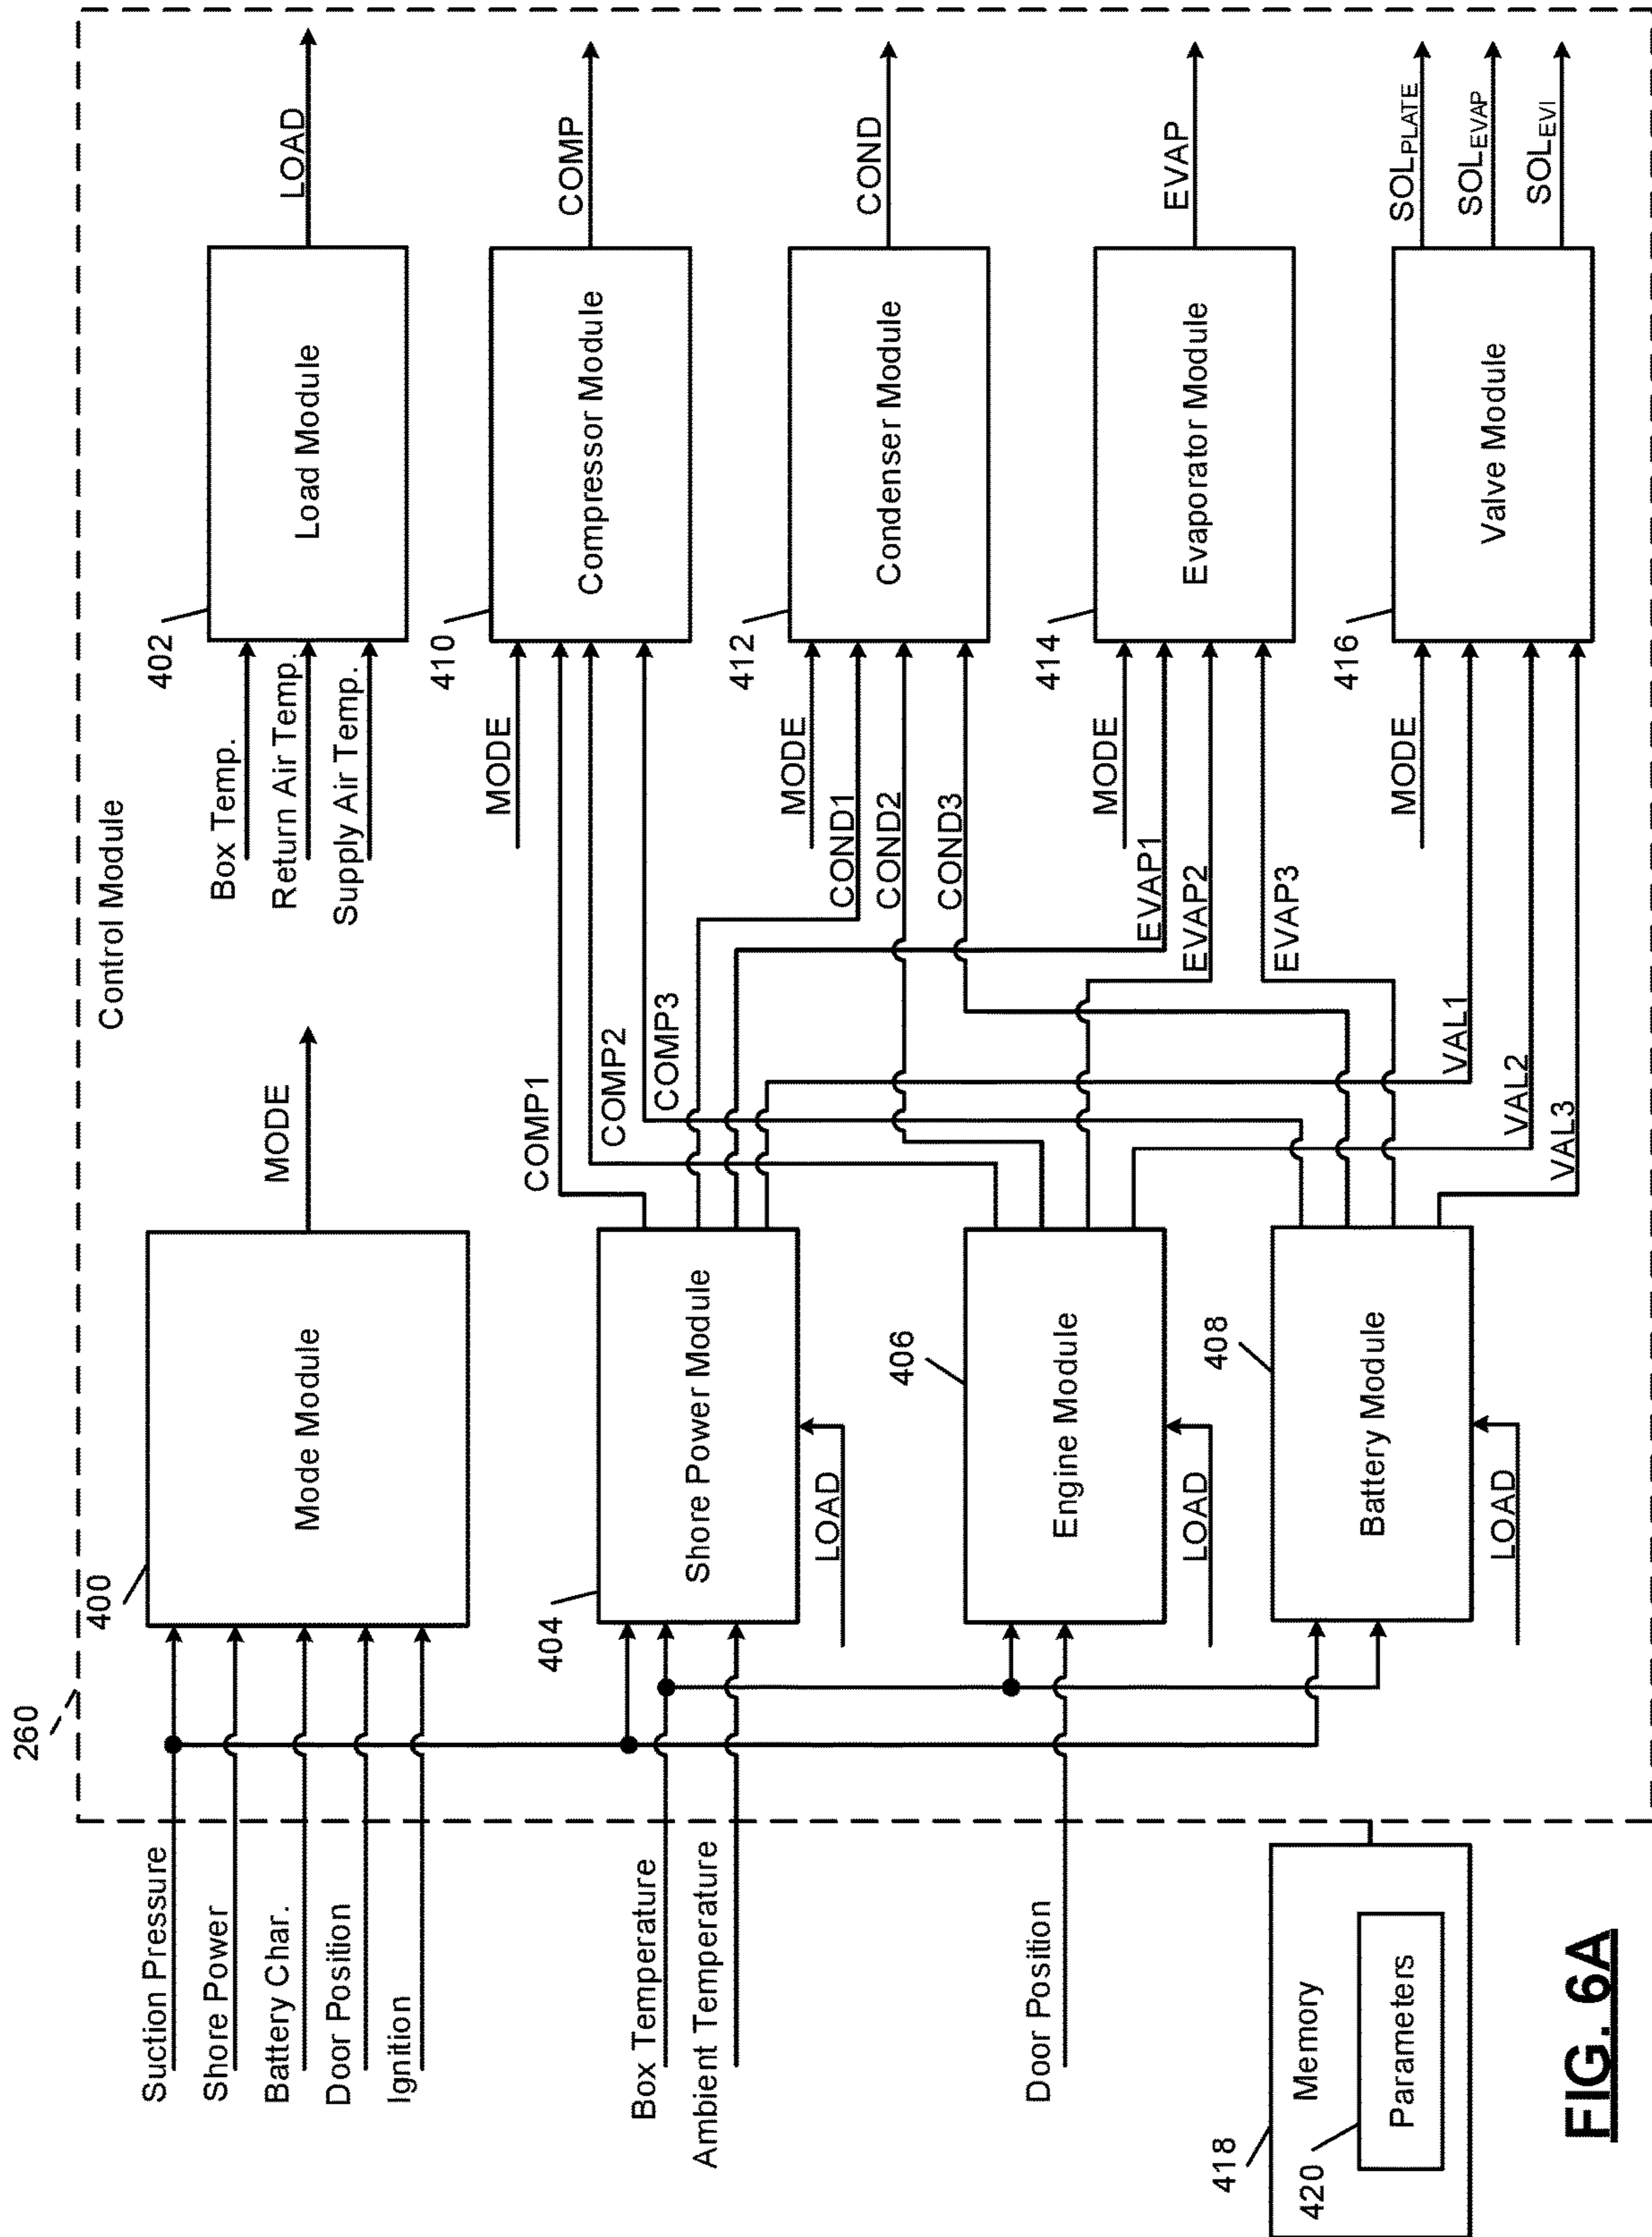 260
Control Module
Suction Pressure
Shore Power
Battery Char.
Door Position
Ignition
400
Mode Module
MODE
Box Temp.
Return Air Temp.
Supply Air Temp.
402
Load Module
LOAD
Box Temperature
Ambient Temperature
404
Shore Power Module
LOAD
COMP1
COMP2
COMP3
MODE
410
Compressor Module
COMP
MODE
COND1
COND2
COND3
412
Condenser Module
COND
Door Position
406
Engine Module
LOAD
MODE
EVAP1
EVAP2
EVAP3
414
Evaporator Module
EVAP
408
Battery Module
LOAD
MODE
VAL1
VAL2
VAL3
416
Valve Module
SOLPLATE
SOLEVAP
SOLEVI
418
Memory
420
Parameters
FIG. 6A